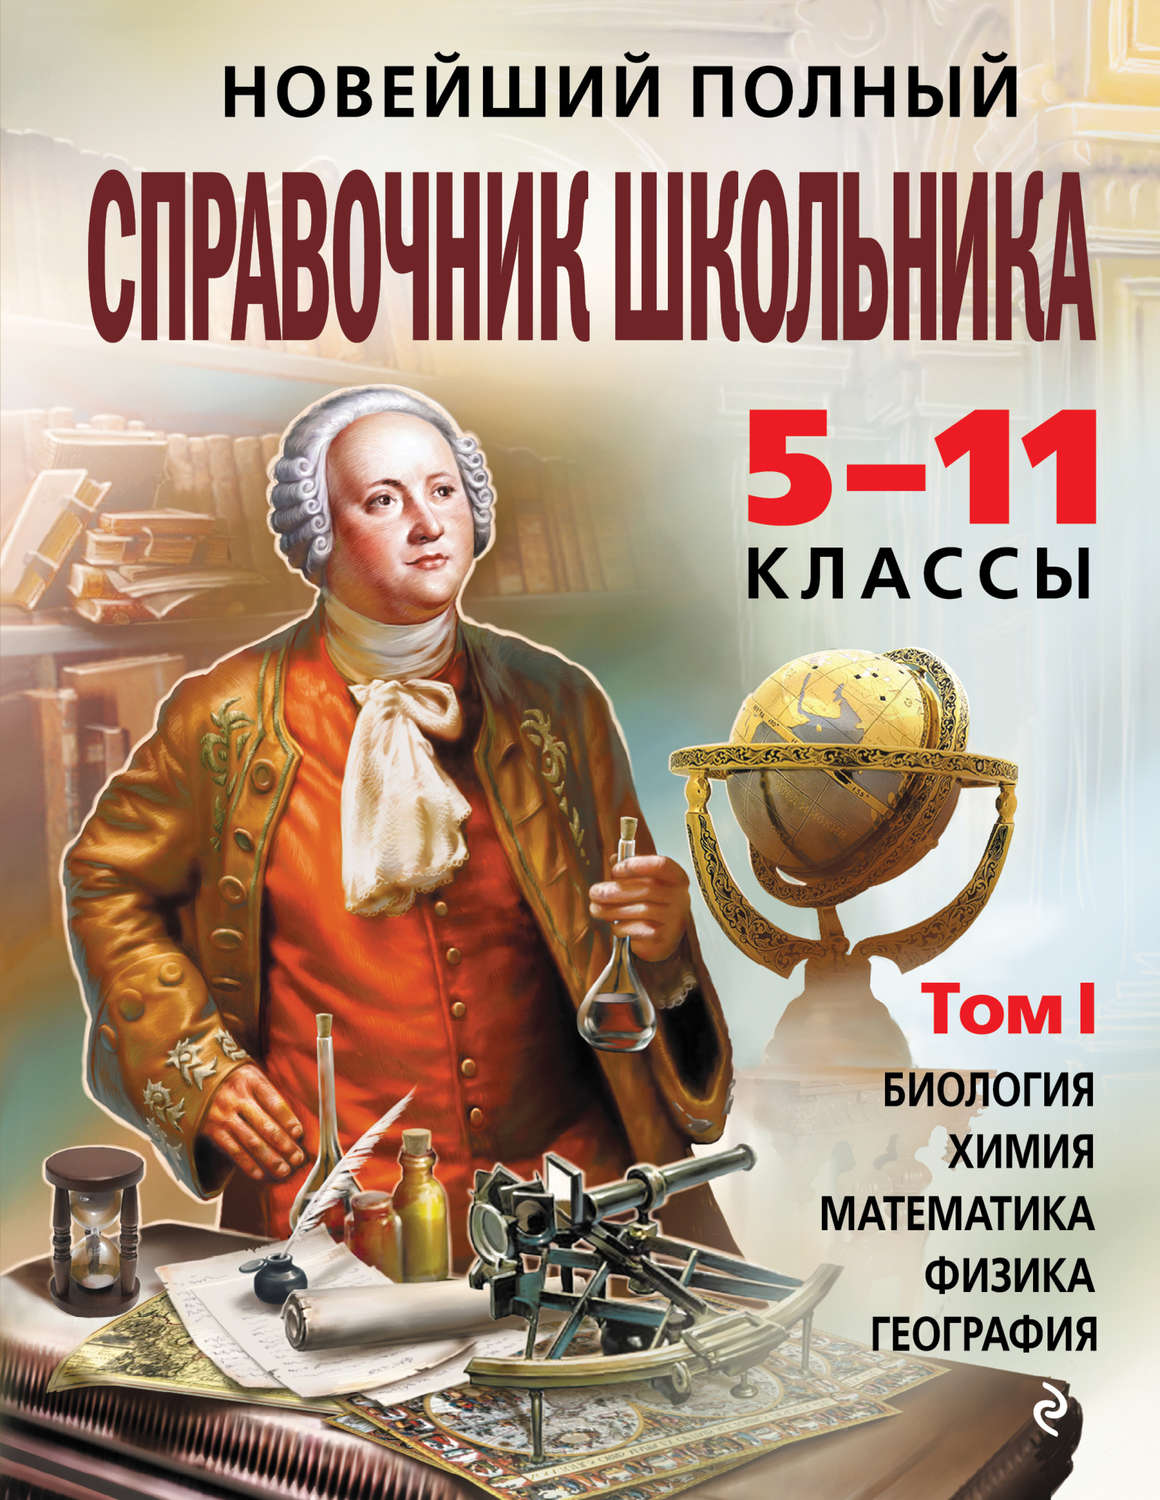 НОВЕЙШИЙ ПОЛНЫЙ
СПРАВОЧНИК ШКОЛЬНИКА
5–11
КЛАССЫ
Том I
БИОЛОГИЯ
ХИМИЯ
МАТЕМАТИКА
ФИЗИКА
ГЕОГРАФИЯ